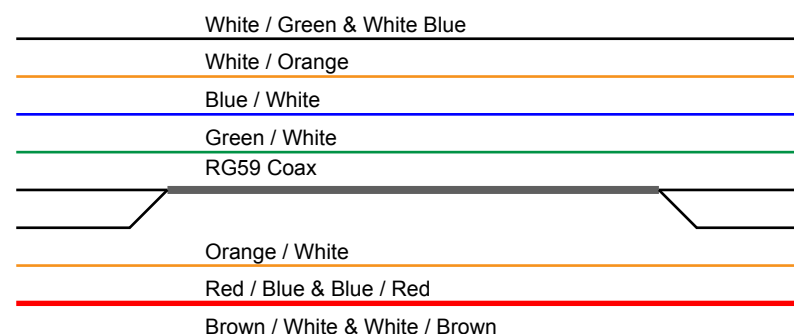 White / Green & White Blue
White / Orange
Blue / White
Green / White
RG59 Coax
Orange / White
Red / Blue & Blue / Red
Brown / White & White / Brown